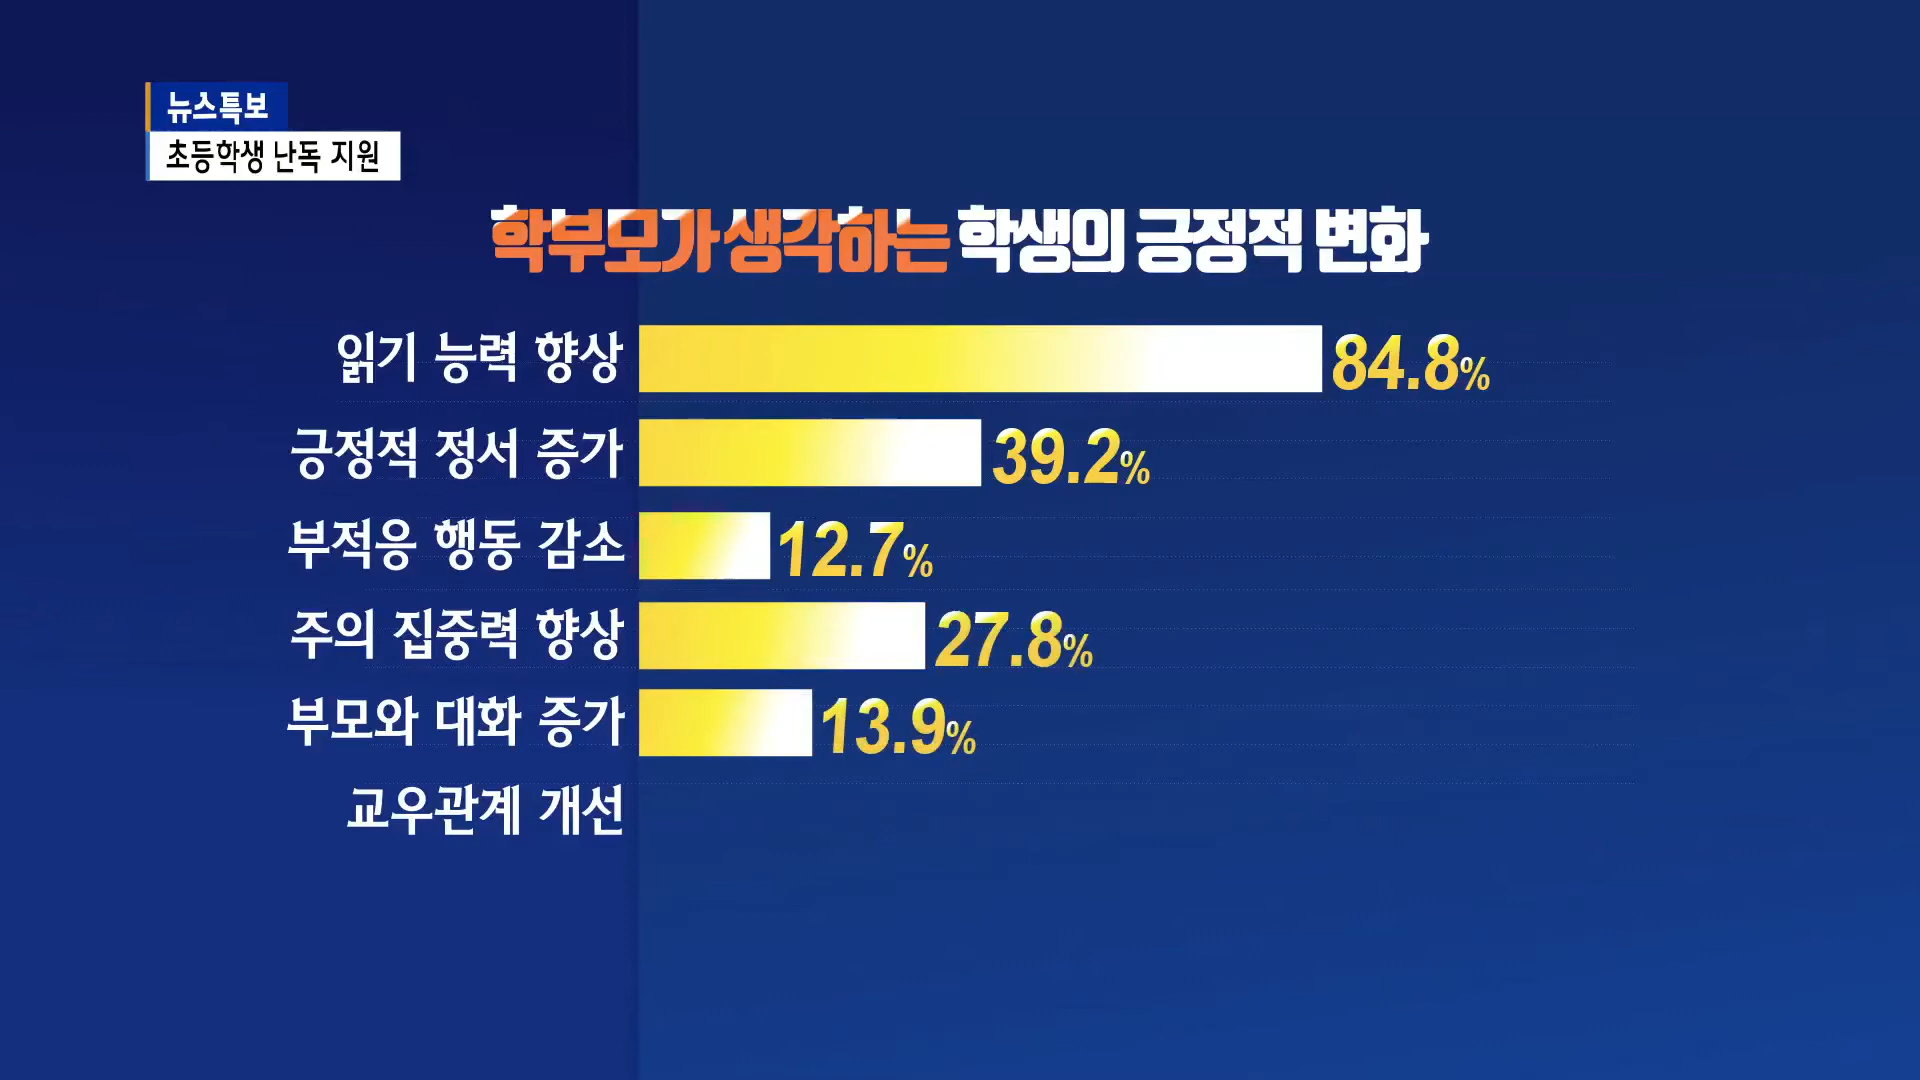 뉴스특보
초등학생 난독 지원
학부모가 생각하는 학생의 긍정적 변화
읽기 능력 향상 84.8%
긍정적 정서 증가 39.2%
부적응 행동 감소 12.7%
주의 집중력 향상 27.8%
부모와 대화 증가 13.9%
교우관계 개선